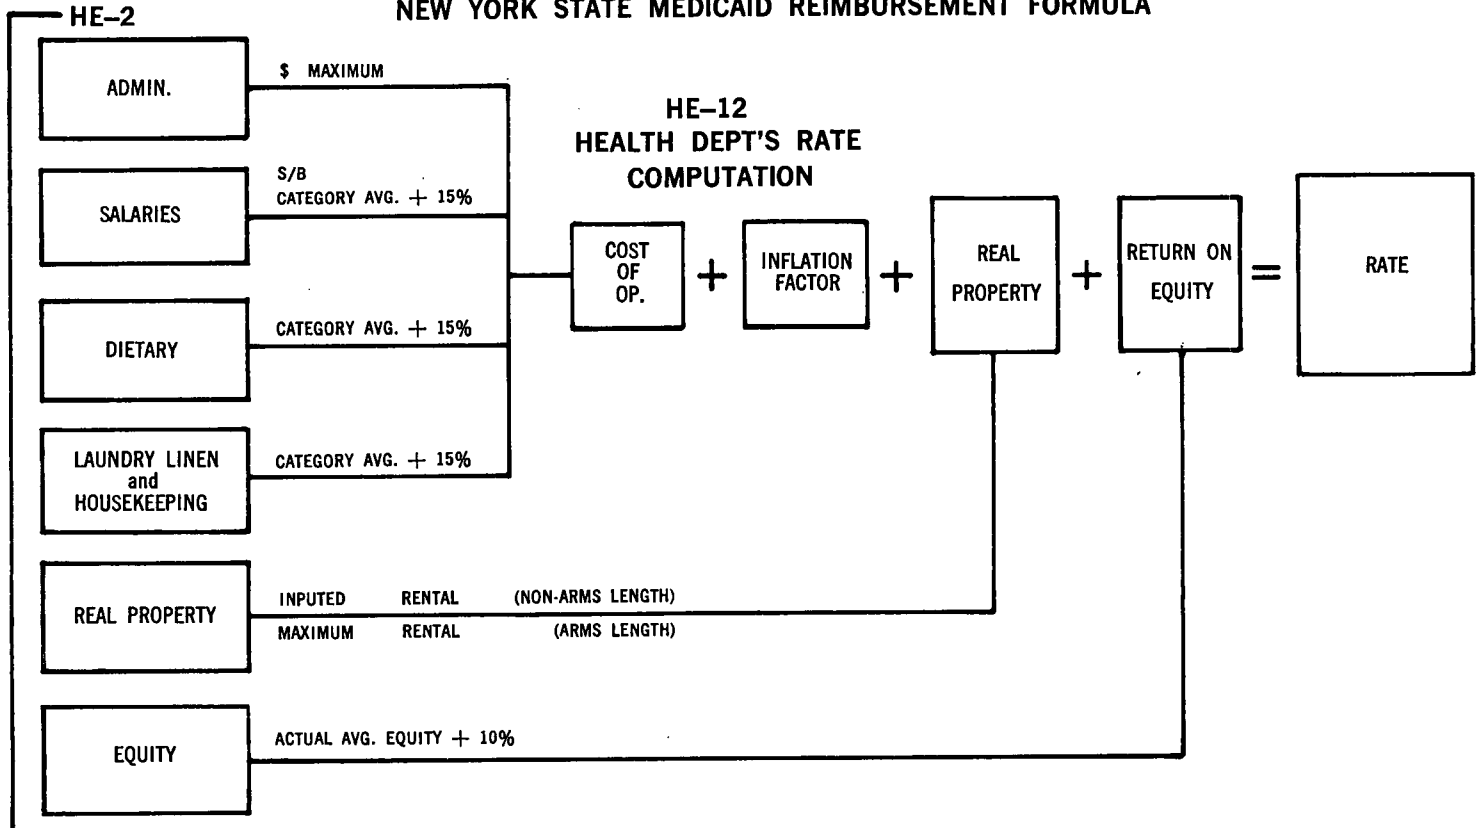 NEW YORK STATE MEDICAID REIMBURSEMENT FORMULA
HE-2
ADMIN.
$ MAXIMUM
HE-12
HEALTH DEPT'S RATE
COMPUTATION
SALARIES
S/B
CATEGORY AVG. + 15%
DIETARY
CATEGORY AVG. + 15%
LAUNDRY LINEN
and
HOUSEKEEPING
CATEGORY AVG. + 15%
COST
OF
OP.
+
INFLATION
FACTOR
+
REAL
PROPERTY
+
RETURN ON
EQUITY
=
RATE
REAL PROPERTY
INPUTED RENTAL (NON-ARMS LENGTH)
MAXIMUM RENTAL (ARMS LENGTH)
EQUITY
ACTUAL AVG. EQUITY + 10%